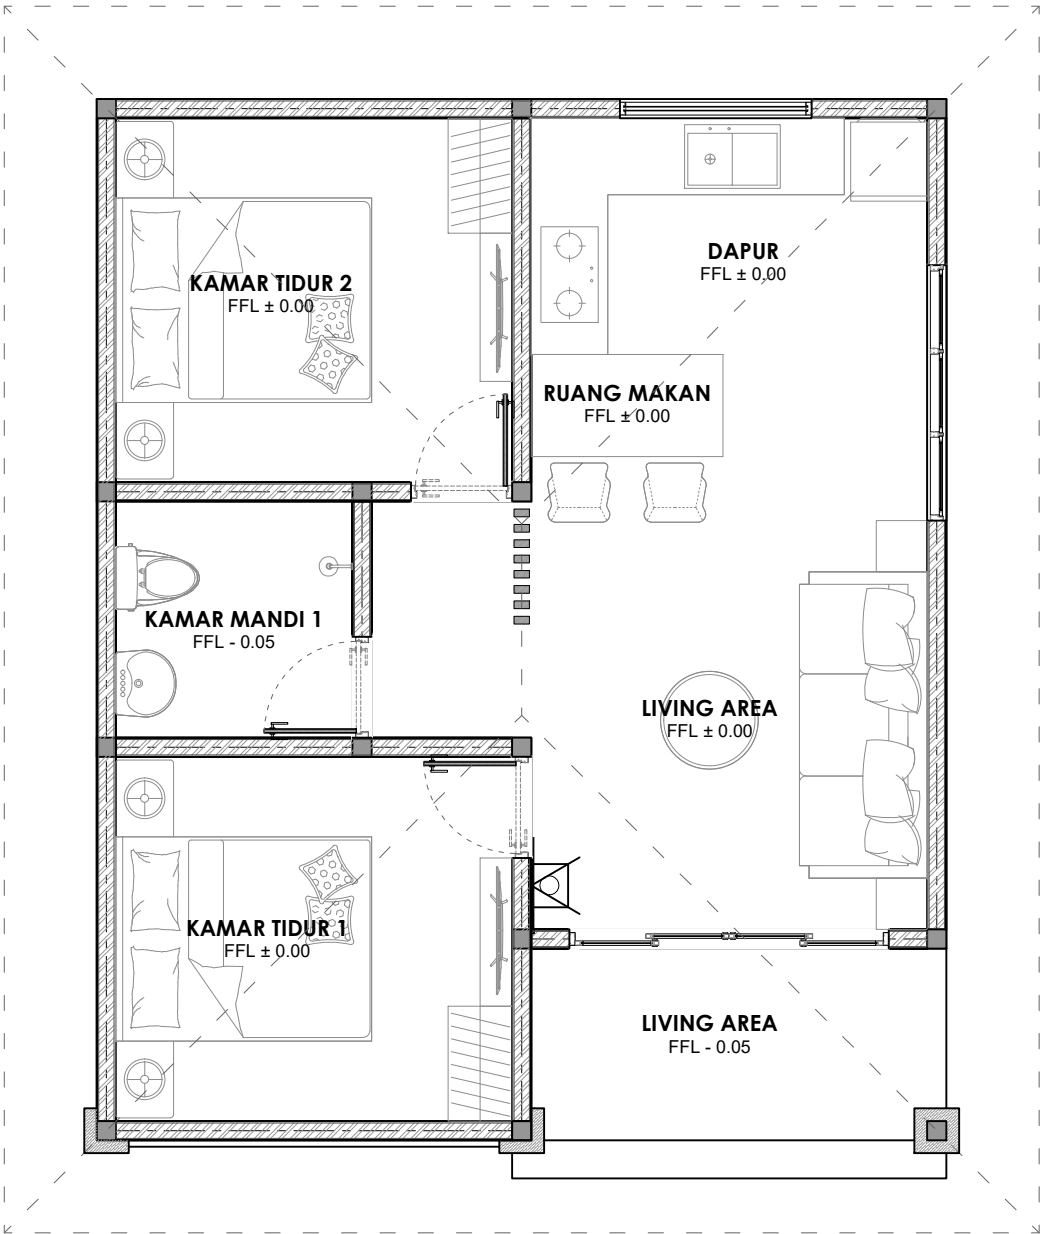 DAPUR
FFL ± 0.00
KAMAR TIDUR 2
FFL ± 0.00
RUANG MAKAN
FFL ± 0.00
KAMAR MANDI 1
FFL - 0.05
LIVING AREA
FFL ± 0.00
KAMAR TIDUR 1
FFL ± 0.00
LIVING AREA
FFL - 0.05